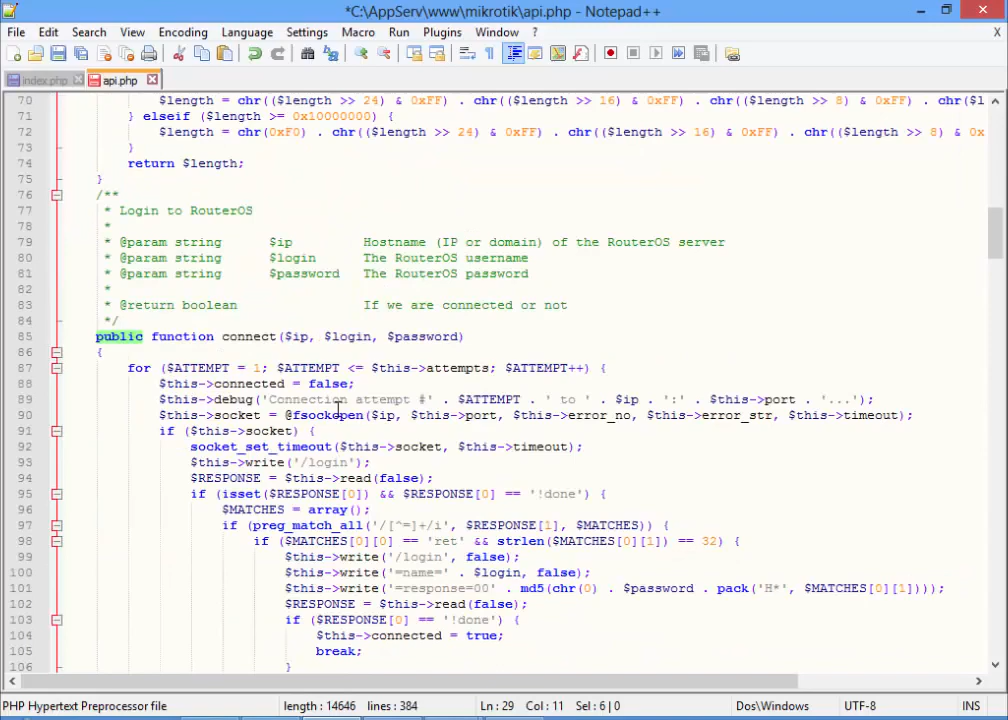 *C:\AppServ\www\mikrotik\api.php - Notepad++
File Edit Search View Encoding Language Settings Macro Run Plugins Window ? X
index.php api.php
70 $length = chr(($length >> 24) & 0xFF) . chr(($length >> 16) & 0xFF) . chr(($length >> 8) & 0xFF) . chr($l
71 } elseif ($length >= 0x10000000) {
72 $length = chr(0xF0) . chr(($length >> 24) & 0xFF) . chr(($length >> 16) & 0xFF) . chr(($length >> 8) & 0x
73 }
74 return $length;
75 }
76 /**
77 * Login to RouterOS
78 *
79 * @param string $ip Hostname (IP or domain) of the RouterOS server
80 * @param string $login The RouterOS username
81 * @param string $password The RouterOS password
82 *
83 * @return boolean If we are connected or not
84 */
85 public function connect($ip, $login, $password)
86 {
87 for ($ATTEMPT = 1; $ATTEMPT <= $this->attempts; $ATTEMPT++) {
88 $this->connected = false;
89 $this->debug('Connection attempt #' . $ATTEMPT . ' to ' . $ip . ':' . $this->port . '...');
90 $this->socket = @fsockopen($ip, $this->port, $this->error_no, $this->error_str, $this->timeout);
91 if ($this->socket) {
92 socket_set_timeout($this->socket, $this->timeout);
93 $this->write('/login');
94 $RESPONSE = $this->read(false);
95 if (isset($RESPONSE[0]) && $RESPONSE[0] == '!done') {
96 $MATCHES = array();
97 if (preg_match_all('/[^=]+/i', $RESPONSE[1], $MATCHES)) {
98 if ($MATCHES[0][0] == 'ret' && strlen($MATCHES[0][1]) == 32) {
99 $this->write('/login', false);
100 $this->write('=name=' . $login, false);
101 $this->write('=response=00' . md5(chr(0) . $password . pack('H*', $MATCHES[0][1])));
102 $RESPONSE = $this->read(false);
103 if ($RESPONSE[0] == '!done') {
104 $this->connected = true;
105 break;
106 }
PHP Hypertext Preprocessor file length : 14646 lines : 384 Ln : 29 Col : 11 Sel : 6 | 0 Dos\Windows UTF-8 INS